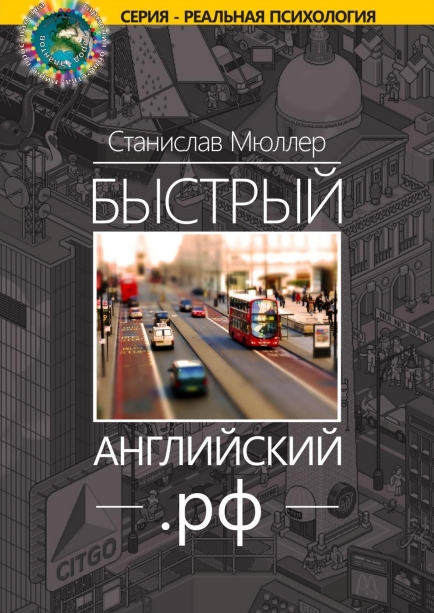 СЕРИЯ - РЕАЛЬНАЯ ПСИХОЛОГИЯ
Станислав Мюллер
БЫСТРЫЙ
АНГЛИЙСКИЙ
.рф
CITGO